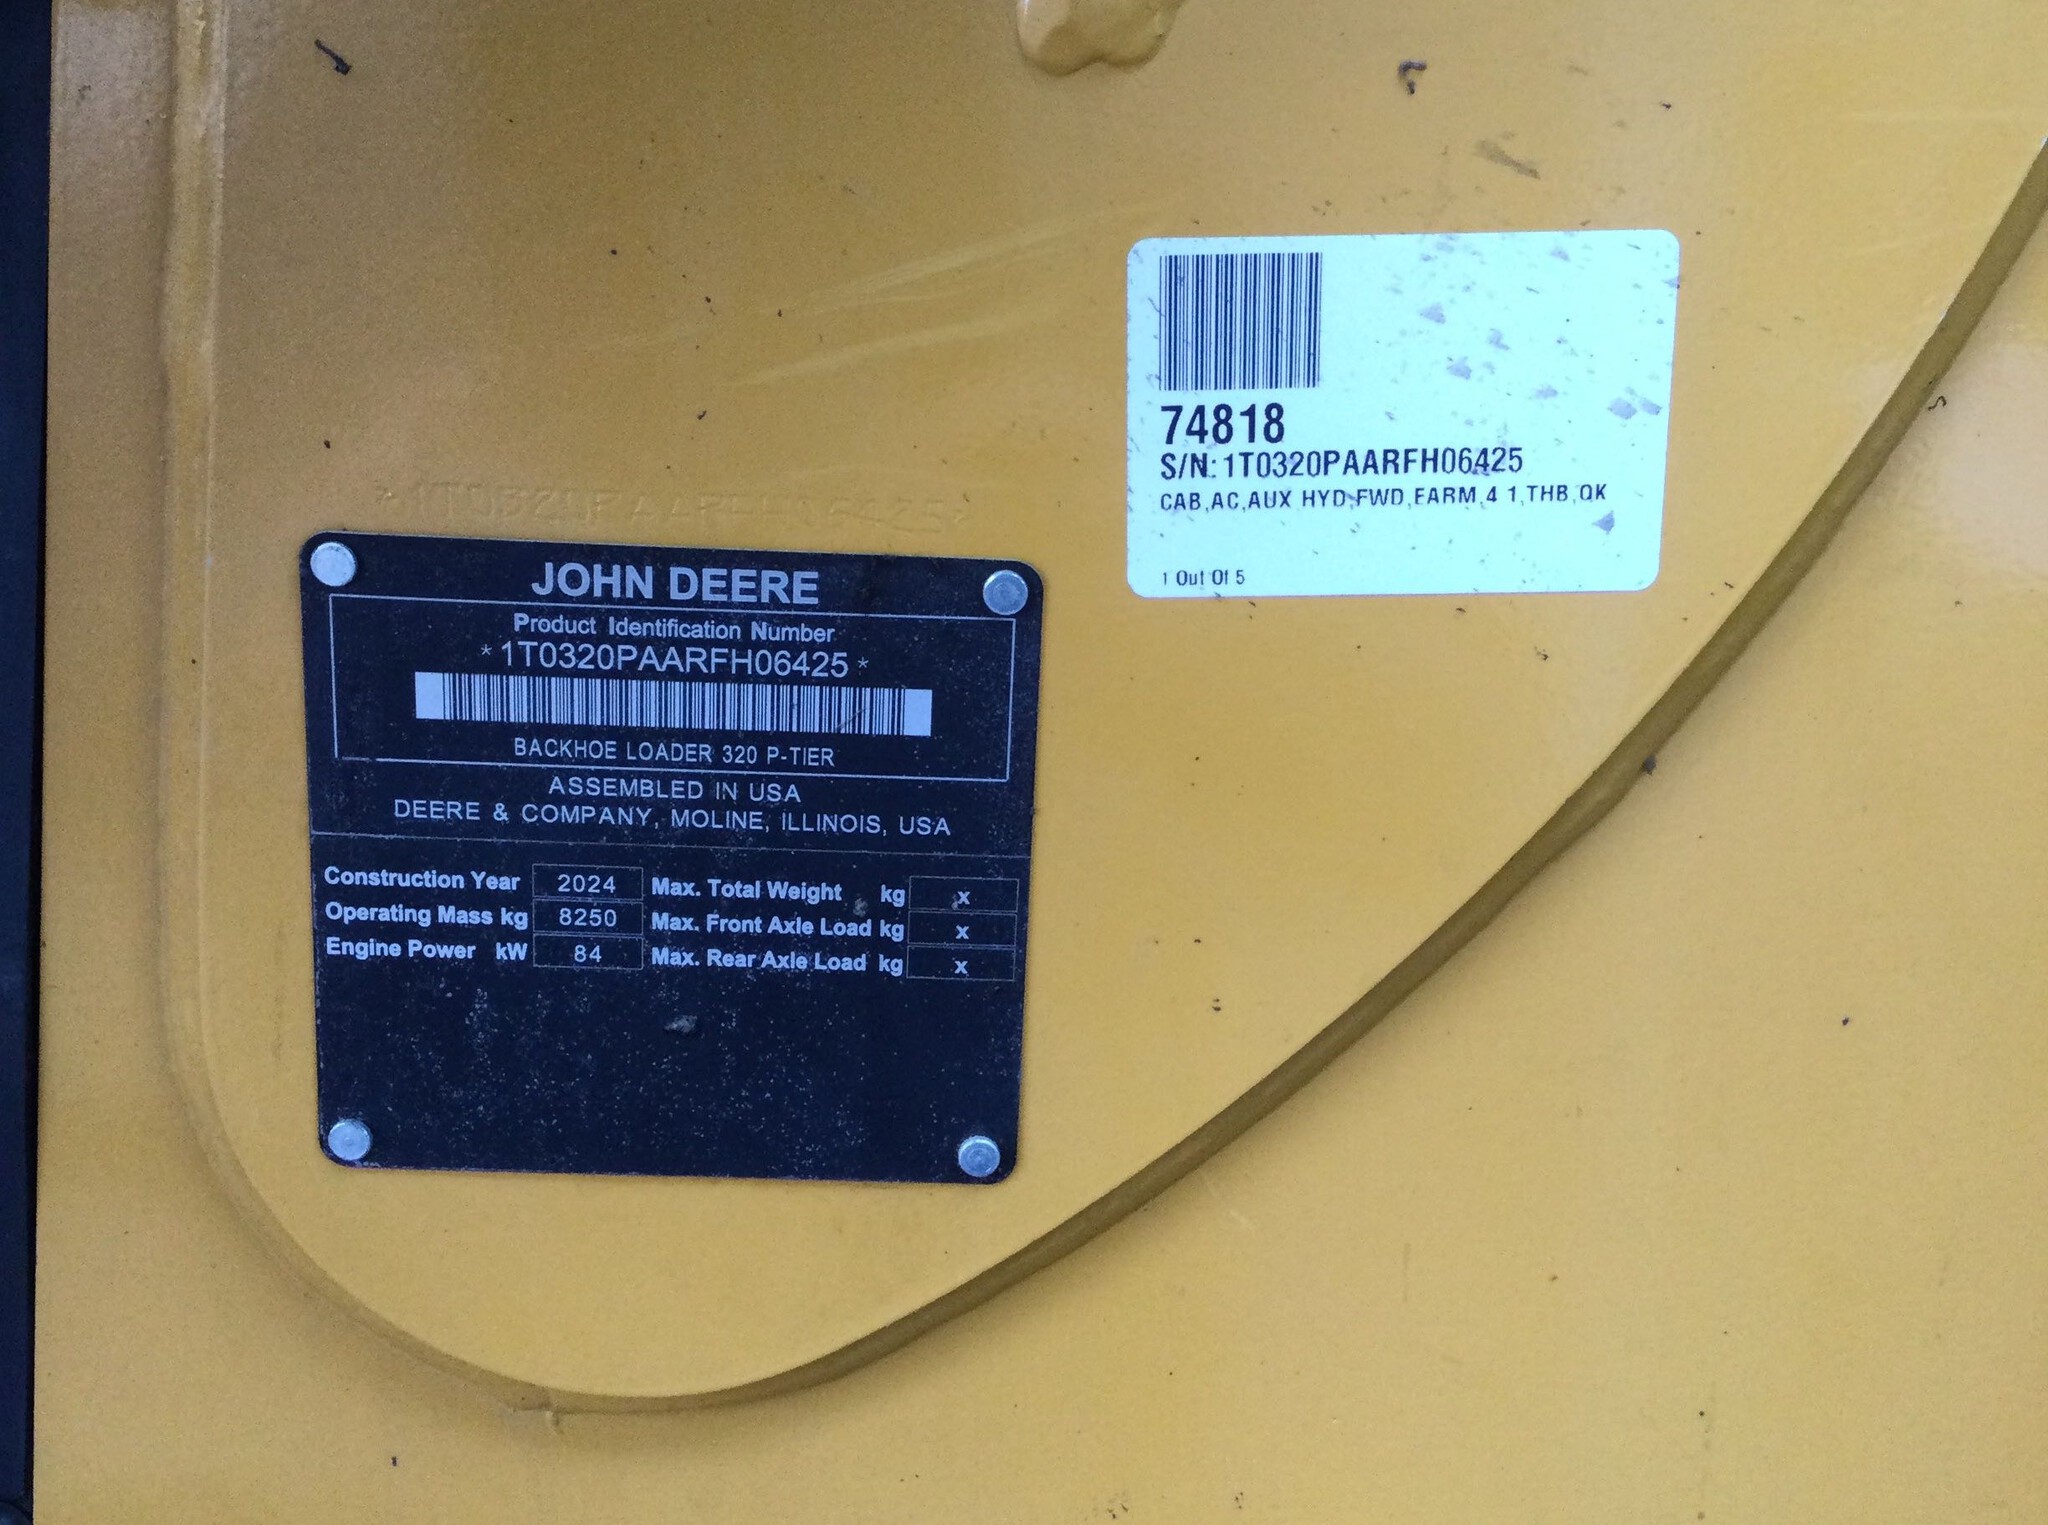 74818
S/N: 1T0320PAARFH06425
CAB,AC,AUX HYD,FWD,EARM,4 1,THB,QK
1 Out Of 5
JOHN DEERE
Product Identification Number
*1T0320PAARFH06425*
BACKHOE LOADER 320 P-TIER
ASSEMBLED IN USA
DEERE & COMPANY, MOLINE, ILLINOIS, USA
Construction Year 2024 Max. Total Weight kg x
Operating Mass kg 8250 Max. Front Axle Load kg x
Engine Power kW 84 Max. Rear Axle Load kg x